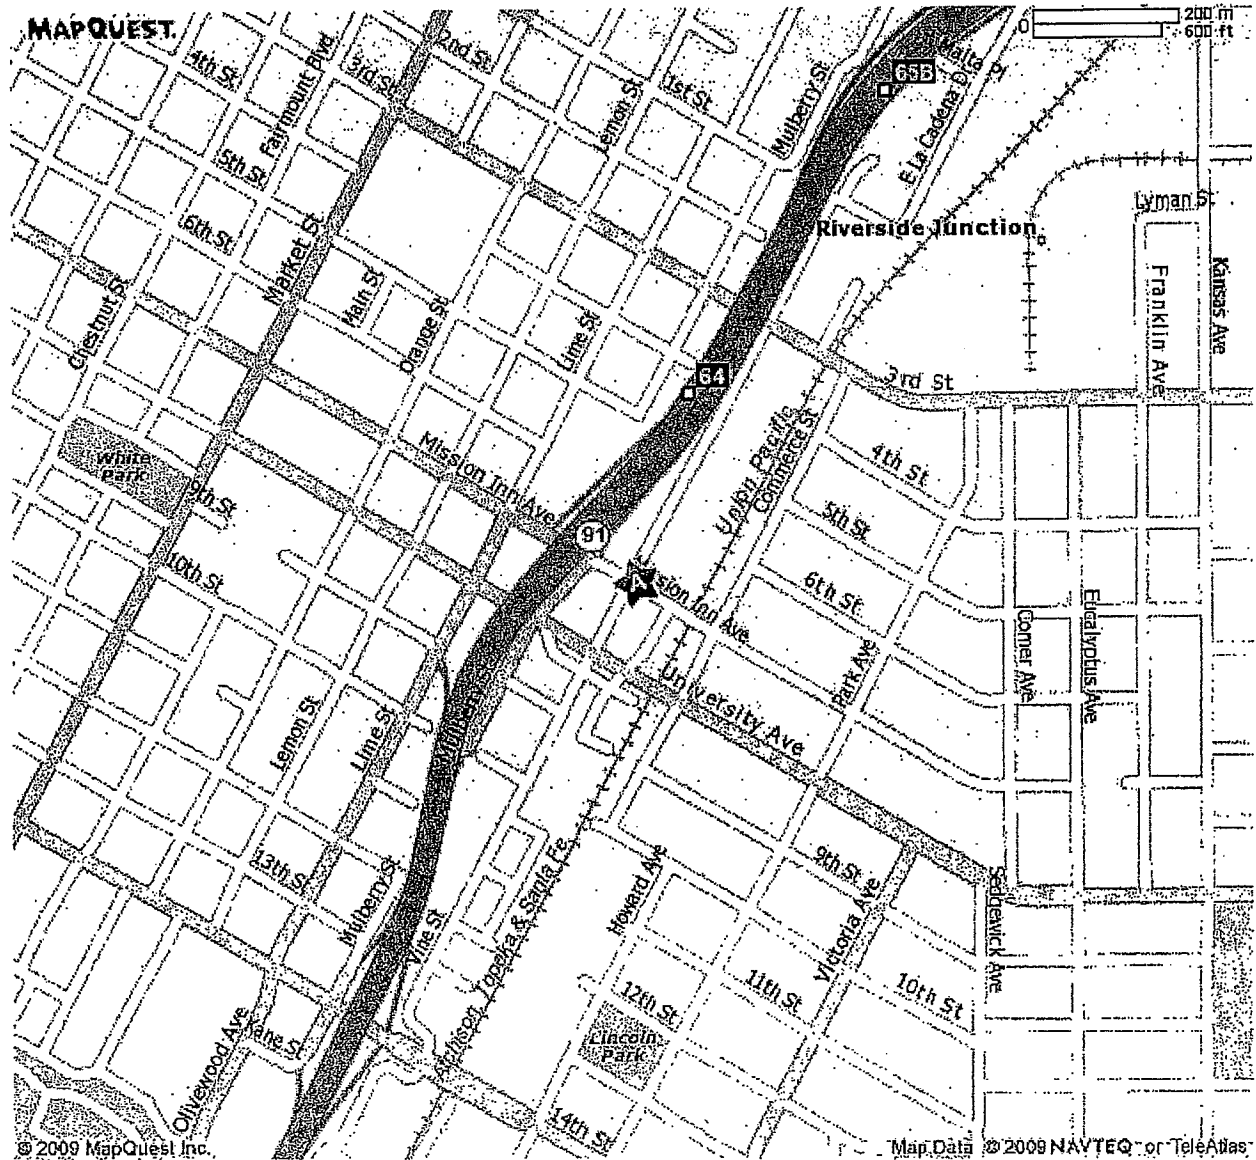 MAPQUEST.
0
200 m
600 ft
4th St
Fairmount Blvd
3rd St
2nd St
Lemon St
1st St
Mulberry St
65B
E La Cadena Dr
5th St
6th St
Market St
Riverside Junction
Lyman St
Chestnut St
Main St
Orange St
Lime St
Franklin Ave
Kansas Ave
64
3rd St
White
Park
Mission Inn Ave
Union Pacific
Commerce St
4th St
9th St
5th St
91
10th St
A
Mission Inn Ave
6th St
Comer Ave
Eucalyptus Ave
Park Ave
University Ave
Lemon St
Lime St
13th S
Mulberry St
Vine St
Topeka & Santa Fe
Howard Ave
9th St
Victoria Ave
Sedgewick Ave
12th St
11th St
10th St
Lincoln
Park
Olivewood Ave
Kane St
14th St
© 2009 MapQuest Inc.
Map Data © 2009 NAVTEQ or TeleAtlas